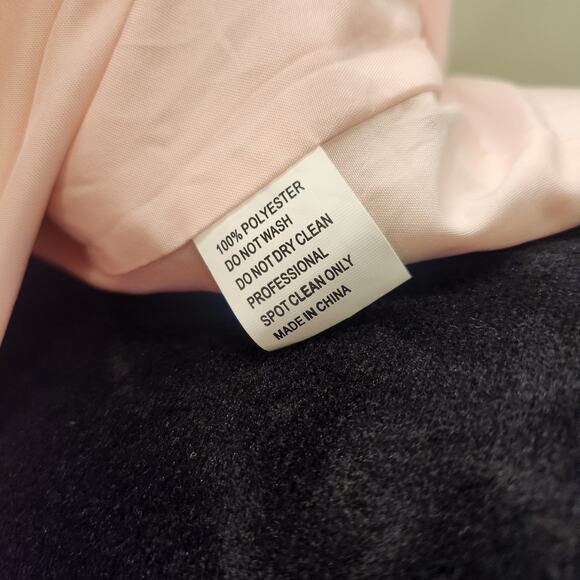 100% POLYESTER
DO NOT WASH
DO NOT DRY CLEAN
PROFESSIONAL
SPOT CLEAN ONLY
MADE IN CHINA